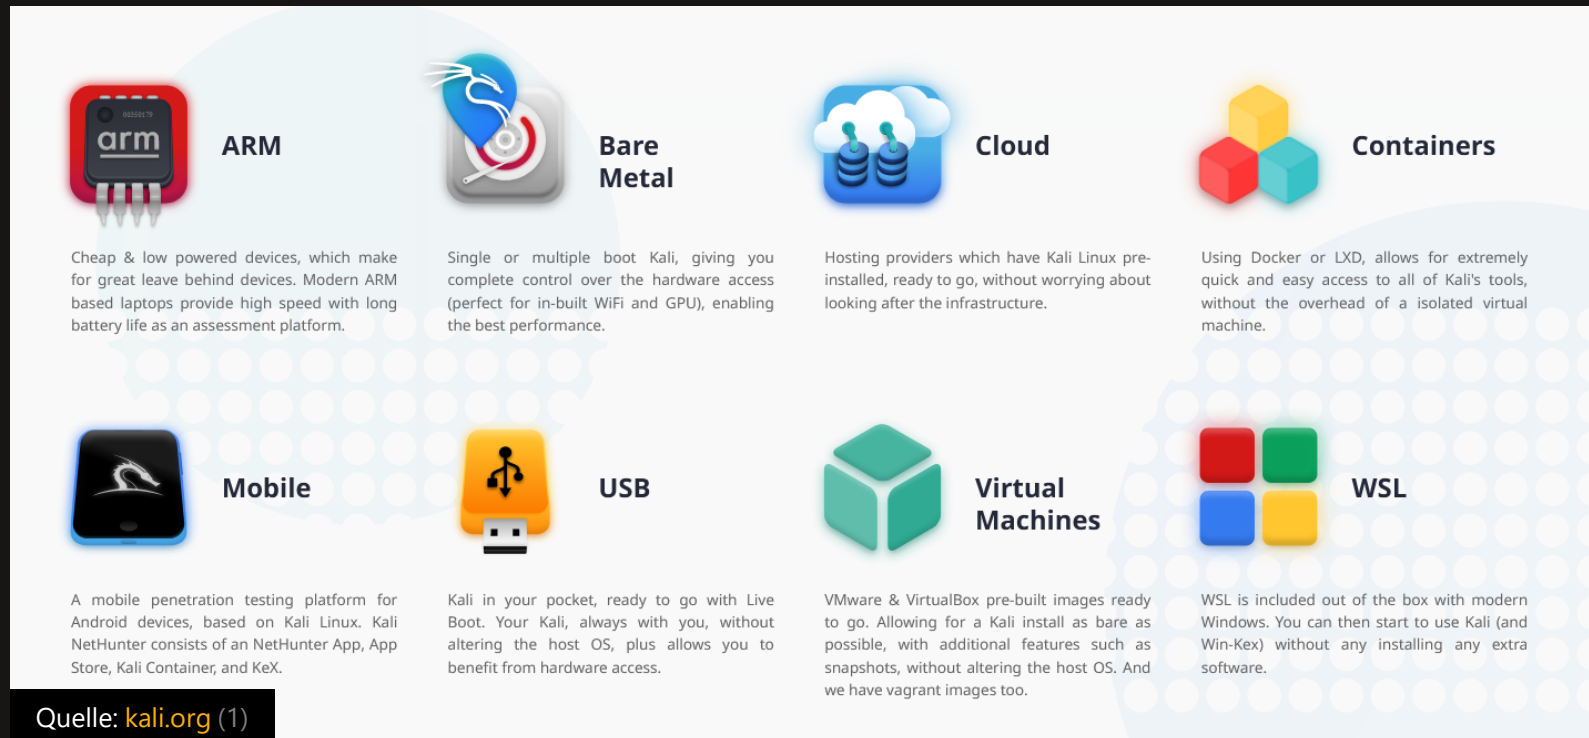 00560179
arm
ARM
Cheap & low powered devices, which make
for great leave behind devices. Modern ARM
based laptops provide high speed with long
battery life as an assessment platform.
Bare
Metal
Single or multiple boot Kali, giving you
complete control over the hardware access
(perfect for in-built WiFi and GPU), enabling
the best performance.
Cloud
Hosting providers which have Kali Linux pre-
installed, ready to go, without worrying about
looking after the infrastructure.
Containers
Using Docker or LXD, allows for extremely
quick and easy access to all of Kali's tools,
without the overhead of a isolated virtual
machine.
Mobile
A mobile penetration testing platform for
Android devices, based on Kali Linux. Kali
NetHunter consists of an NetHunter App, App
Store, Kali Container, and KeX.
USB
Kali in your pocket, ready to go with Live
Boot. Your Kali, always with you, without
altering the host OS, plus allows you to
benefit from hardware access.
Virtual
Machines
VMware & VirtualBox pre-built images ready
to go. Allowing for a Kali install as bare as
possible, with additional features such as
snapshots, without altering the host OS. And
we have vagrant images too.
WSL
WSL is included out of the box with modern
Windows. You can then start to use Kali (and
Win-Kex) without any installing any extra
software.
Quelle: kali.org (1)